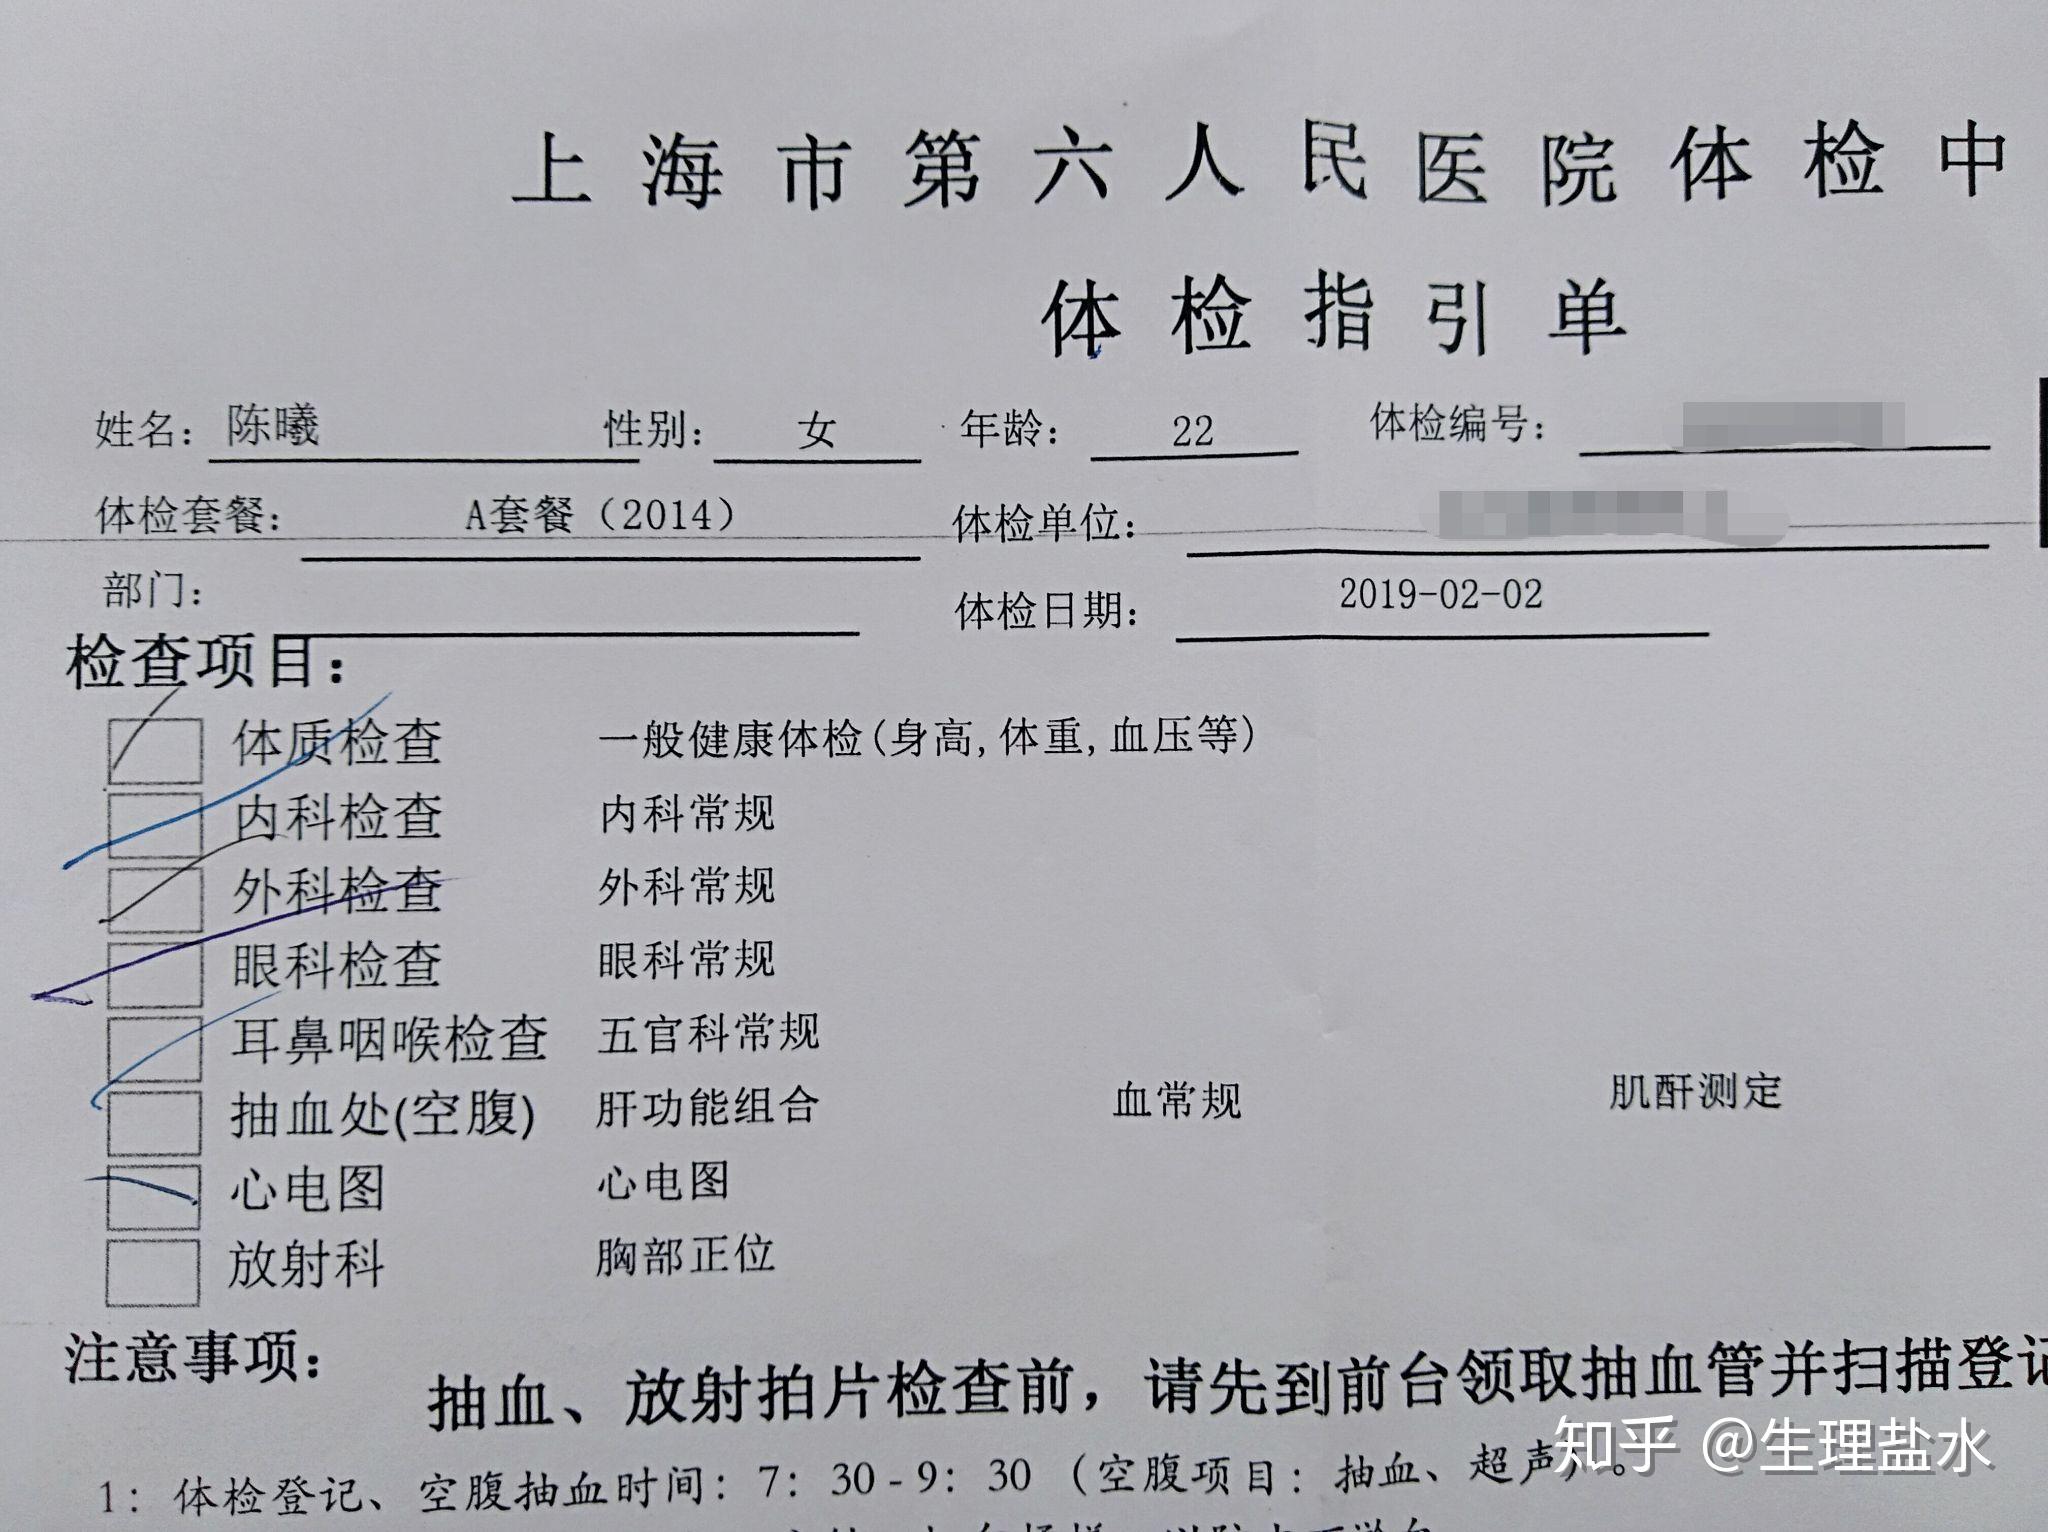 上海市第六人民医院体检中
体检指引单
姓名：陈曦 性别：女 年龄：22 体检编号：
体检套餐：A套餐（2014） 体检单位：
部门： 体检日期：2019-02-02
检查项目：
体质检查 一般健康体检(身高,体重,血压等)
内科检查 内科常规
外科检查 外科常规
眼科检查 眼科常规
耳鼻咽喉检查 五官科常规
抽血处(空腹) 肝功能组合 血常规 肌酐测定
心电图 心电图
放射科 胸部正位
注意事项：
抽血、放射拍片检查前，请先到前台领取抽血管并扫描登记
知乎 @生理盐水
1：体检登记、空腹抽血时间：7：30-9：30（空腹项目：抽血、超声）。